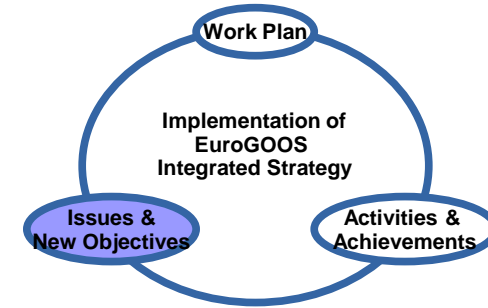 Work Plan
Implementation of
EuroGOOS
Integrated Strategy
Issues &
New Objectives
Activities &
Achievements